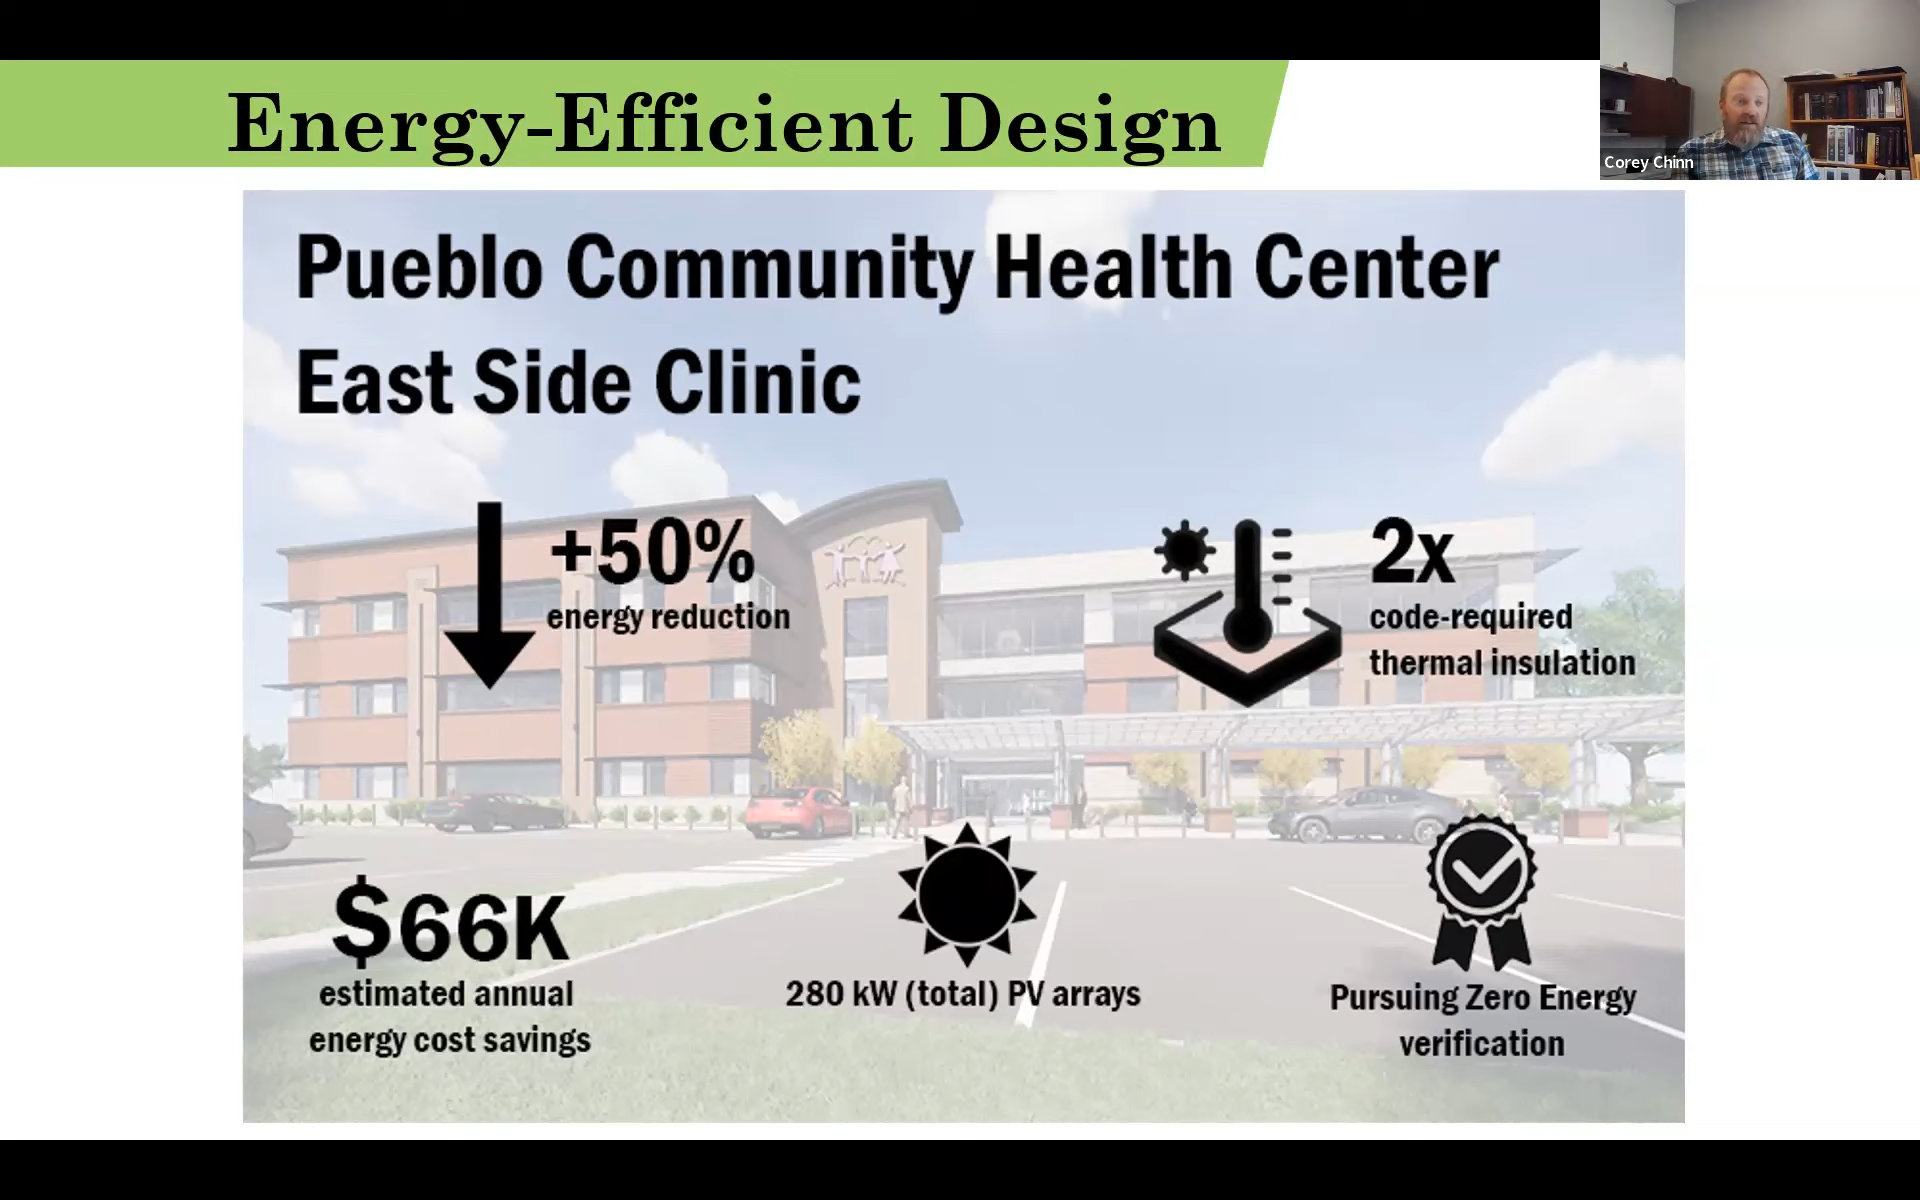 Energy-Efficient Design
Corey Chinn
Pueblo Community Health Center
East Side Clinic
+50%
energy reduction
2x
code-required
thermal insulation
$66K
estimated annual
energy cost savings
280 kW (total) PV arrays
Pursuing Zero Energy
verification